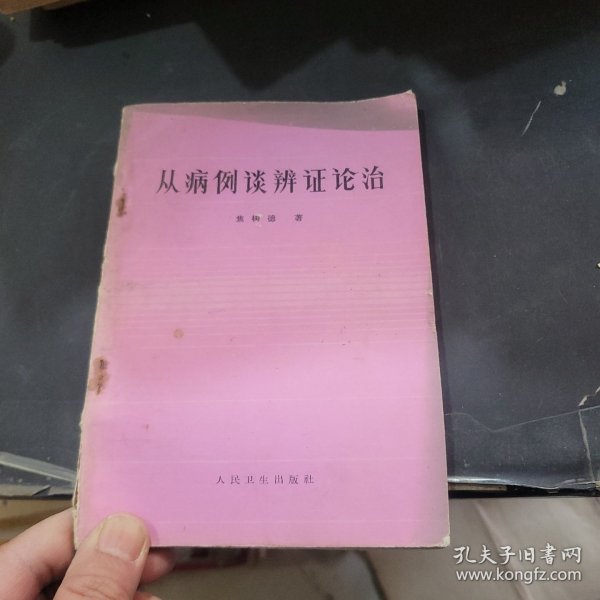 从病例谈辨证论治
焦树德 著
人民卫生出版社
孔夫子旧书网
www.kongfz.com